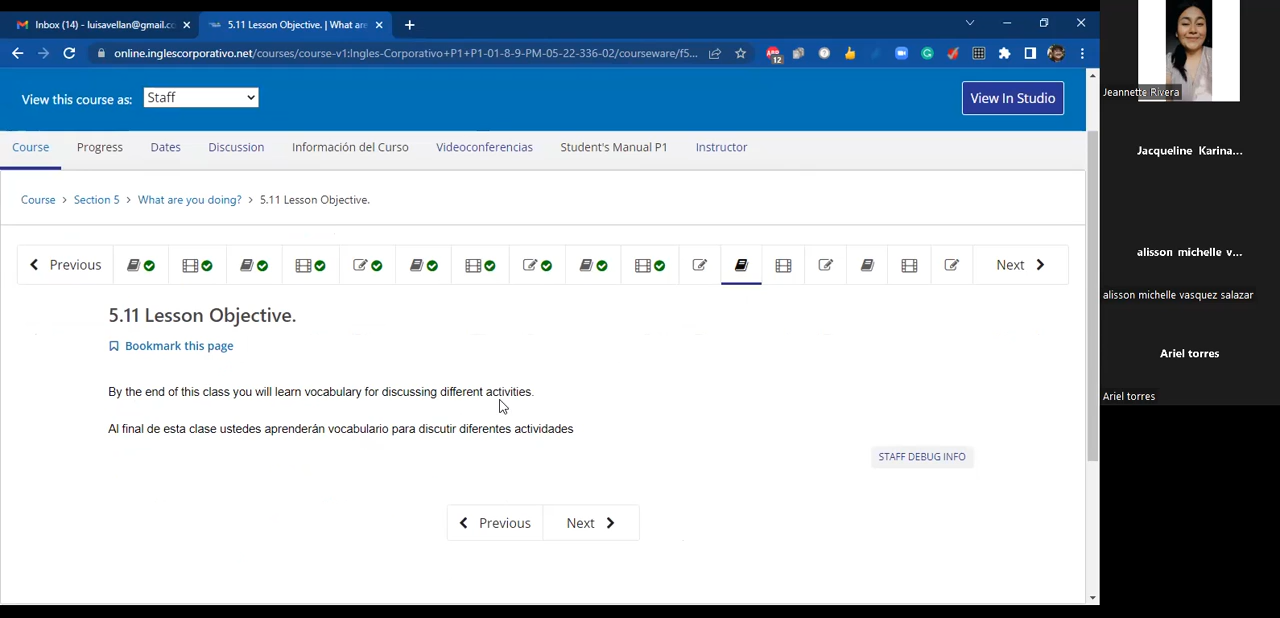 Inbox (14) - luisavellan@gmail.cc
5.11 Lesson Objective. | What are
online.inglescorporativo.net/courses/course-v1:Ingles-Corporativo+P1+P1-01-8-9-PM-05-22-336-02/courseware/f5...
12
View this course as:
Staff
View In Studio
Course
Progress
Dates
Discussion
Información del Curso
Videoconferencias
Student's Manual P1
Instructor
Course > Section 5 > What are you doing? > 5.11 Lesson Objective.
Previous
Next
5.11 Lesson Objective.
Bookmark this page
By the end of this class you will learn vocabulary for discussing different activities.
Al final de esta clase ustedes aprenderán vocabulario para discutir diferentes actividades
STAFF DEBUG INFO
Previous
Next
Jeannette Rivera
Jacqueline Karina...
alisson michelle v...
alisson michelle vasquez salazar
Ariel torres
Ariel torres